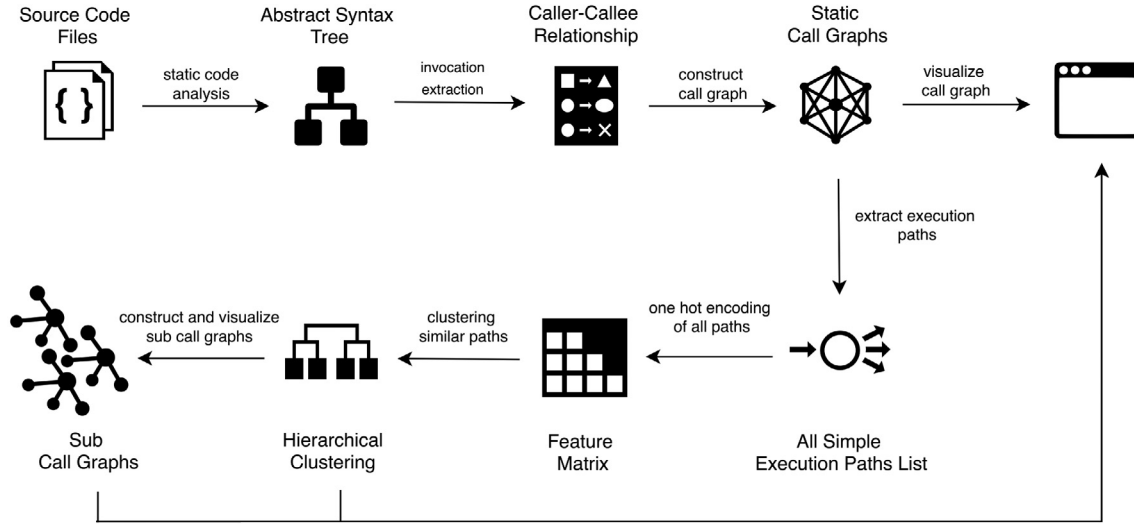 Source Code
Files
Abstract Syntax
Tree
Caller-Callee
Relationship
Static
Call Graphs
{ }
static code
analysis
invocation
extraction
construct
call graph
visualize
call graph
extract execution
paths
construct and visualize
sub call graphs
clustering
similar paths
one hot encoding
of all paths
Sub
Call Graphs
Hierarchical
Clustering
Feature
Matrix
All Simple
Execution Paths List